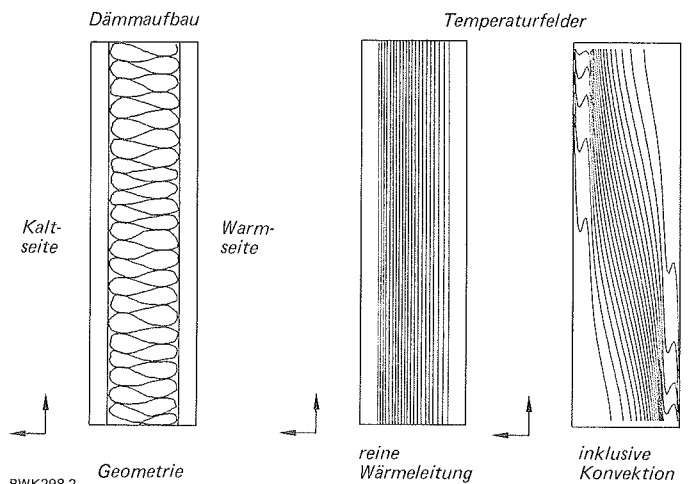 Dämmaufbau
Temperaturfelder
Kalt-
seite
Warm-
seite
Geometrie
reine
Wärmeleitung
inklusive
Konvektion
BWK298.2